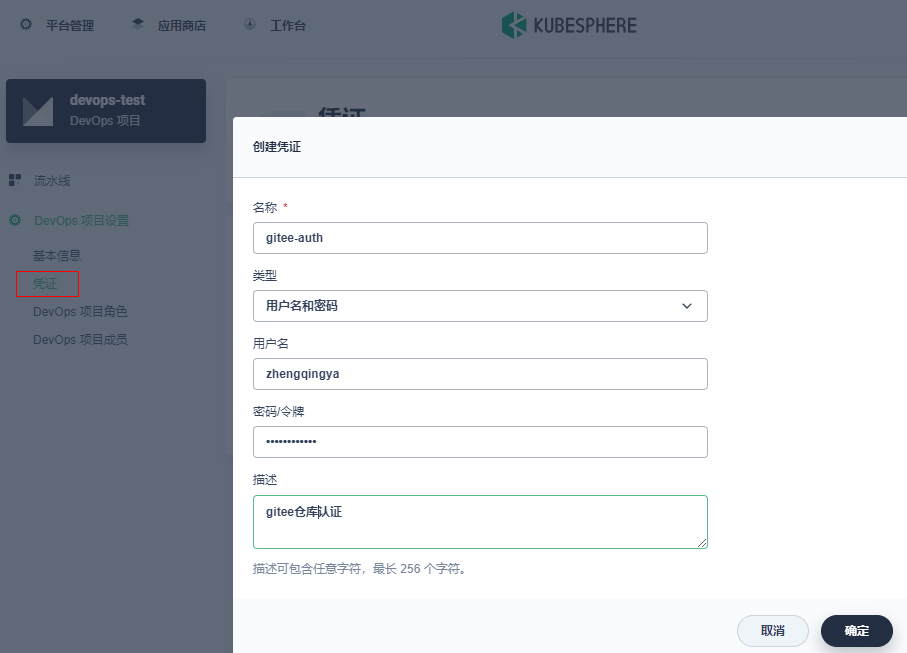 平台管理
应用商店
工作台
KUBESPHERE
devops-test
DevOps 项目
流水线
DevOps 项目设置
基本信息
凭证
DevOps 项目角色
DevOps 项目成员
凭证
创建凭证
名称 *
gitee-auth
类型
用户名和密码
用户名
zhengqingya
密码/令牌
••••••••••••
描述
gitee仓库认证
描述可包含任意字符，最长 256 个字符。
取消
确定